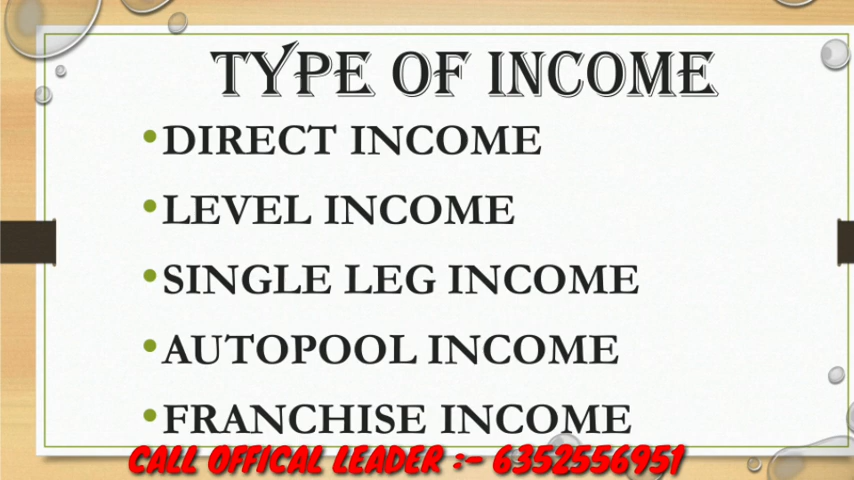 TYPE OF INCOME
•DIRECT INCOME
•LEVEL INCOME
•SINGLE LEG INCOME
•AUTOPOOL INCOME
•FRANCHISE INCOME
CALL OFFICAL LEADER :- 6352556951